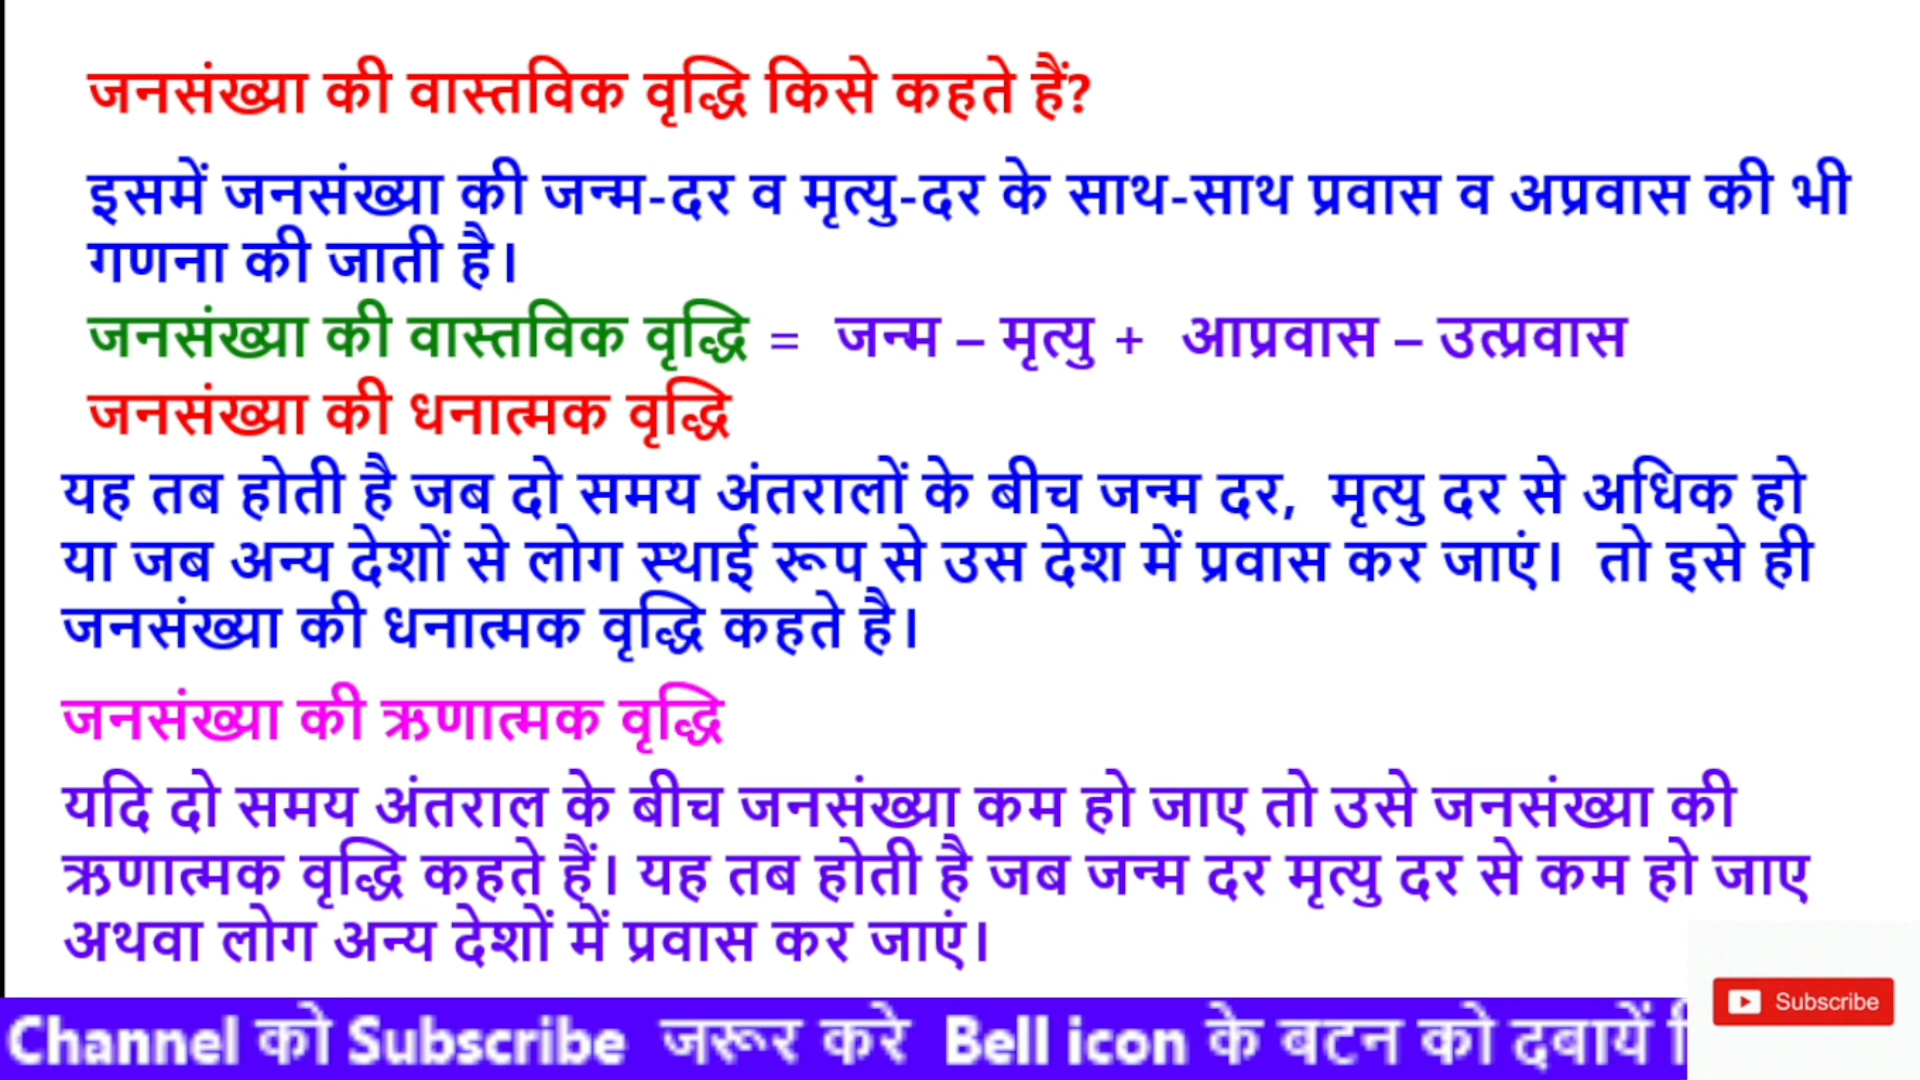 जनसंख्या की वास्तविक वृद्धि किसे कहते हैं?
इसमें जनसंख्या की जन्म-दर व मृत्यु-दर के साथ-साथ प्रवास व अप्रवास की भी
गणना की जाती है।
जनसंख्या की वास्तविक वृद्धि = जन्म – मृत्यु + आप्रवास – उत्प्रवास
जनसंख्या की धनात्मक वृद्धि
यह तब होती है जब दो समय अंतरालों के बीच जन्म दर, मृत्यु दर से अधिक हो
या जब अन्य देशों से लोग स्थाई रूप से उस देश में प्रवास कर जाएं। तो इसे ही
जनसंख्या की धनात्मक वृद्धि कहते है।
जनसंख्या की ऋणात्मक वृद्धि
यदि दो समय अंतराल के बीच जनसंख्या कम हो जाए तो उसे जनसंख्या की
ऋणात्मक वृद्धि कहते हैं। यह तब होती है जब जन्म दर मृत्यु दर से कम हो जाए
अथवा लोग अन्य देशों में प्रवास कर जाएं।
Subscribe
Channel को Subscribe जरूर करे Bell icon के बटन को दबायें